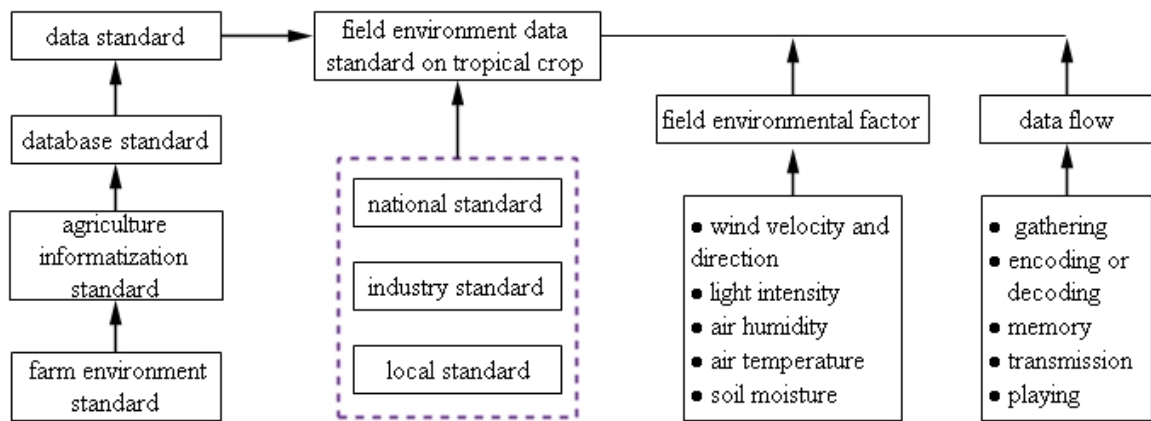 data standard
field environment data
standard on tropical crop
database standard
field environmental factor
data flow
national standard
agriculture
informatization
standard
industry standard
farm environment
standard
local standard
● wind velocity and
direction
● light intensity
● air humidity
● air temperature
● soil moisture
● gathering
● encoding or
decoding
● memory
● transmission
● playing